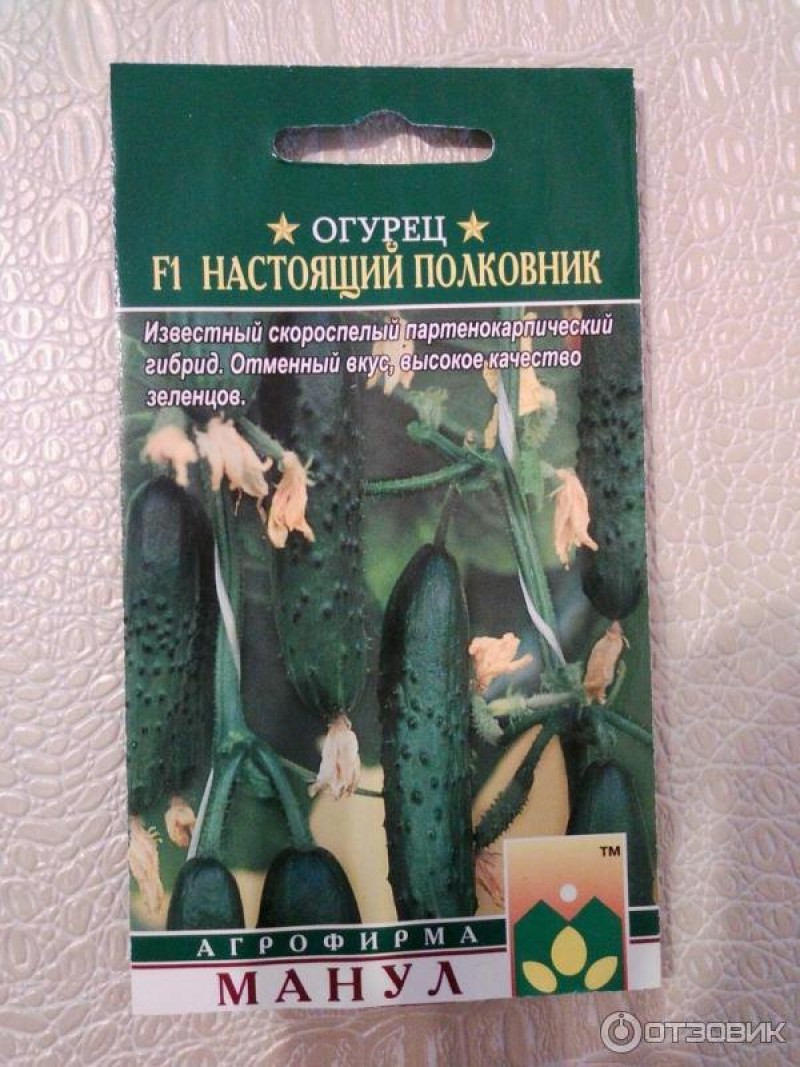 ОГУРЕЦ
F1 НАСТОЯЩИЙ ПОЛКОВНИК
Известный скороспелый партенокарпический
гибрид. Отменный вкус, высокое качество
зеленцов.
TM
АГРОФИРМА
МАНУЛ
ОТЗОВИК